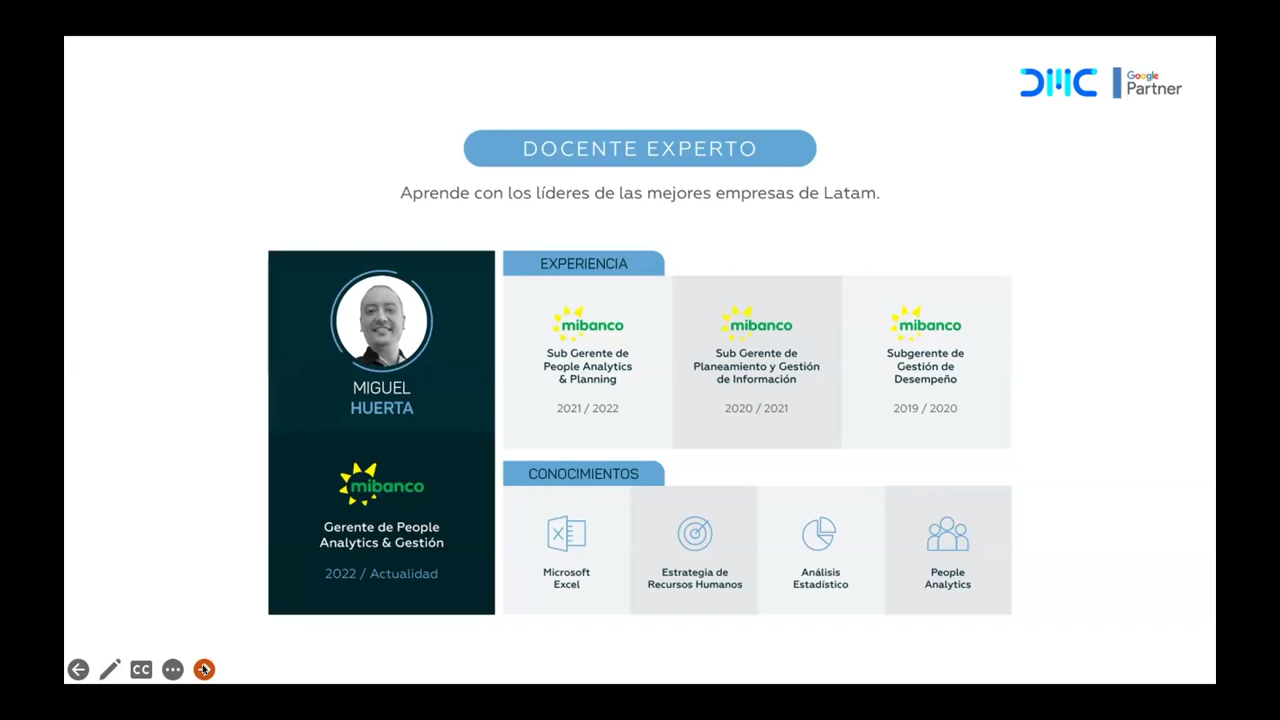 DMC
Google
Partner
DOCENTE EXPERTO
Aprende con los líderes de las mejores empresas de Latam.
MIGUEL
HUERTA
mibanco
Gerente de People
Analytics & Gestión
2022 / Actualidad
EXPERIENCIA
mibanco
Sub Gerente de
People Analytics
& Planning
2021 / 2022
mibanco
Sub Gerente de
Planeamiento y Gestión
de Información
2020 / 2021
mibanco
Subgerente de
Gestión de
Desempeño
2019 / 2020
CONOCIMIENTOS
X
Microsoft
Excel
Estrategia de
Recursos Humanos
Análisis
Estadístico
People
Analytics
CC